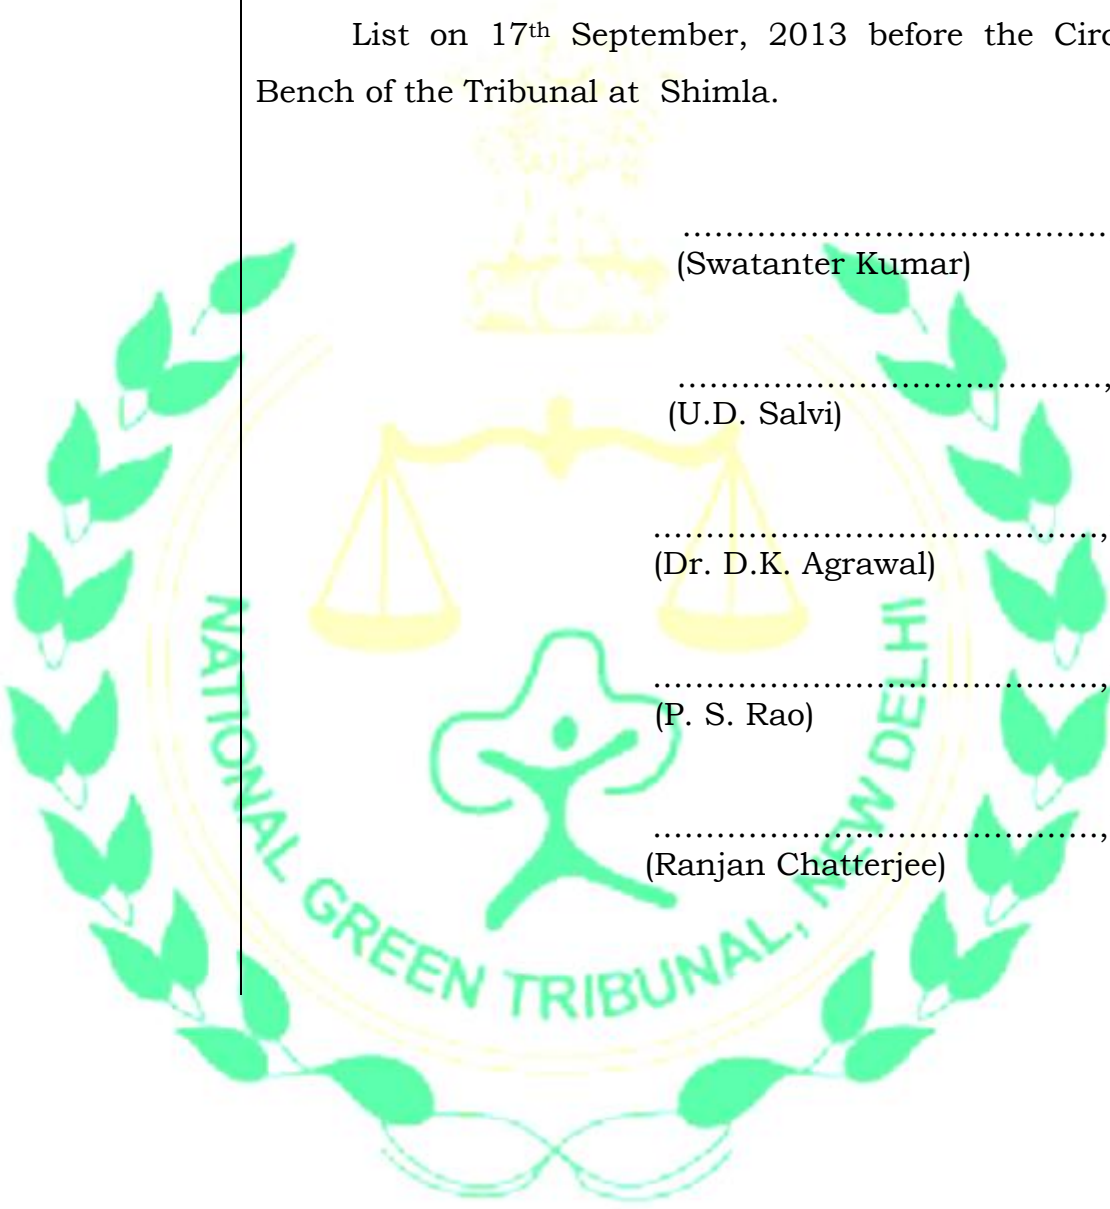 List on 17th September, 2013 before the Circ
Bench of the Tribunal at Shimla.
..........................................
(Swatanter Kumar)
..........................................,
(U.D. Salvi)
..........................................,
(Dr. D.K. Agrawal)
..........................................,
(P. S. Rao)
..........................................,
(Ranjan Chatterjee)
NATIONAL GREEN TRIBUNAL, NEW DELHI